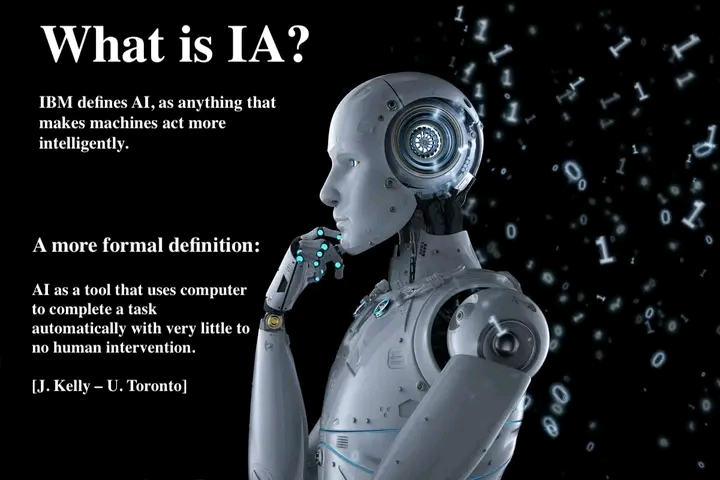 What is IA?
IBM defines AI, as anything that
makes machines act more
intelligently.
A more formal definition:
AI as a tool that uses computer
to complete a task
automatically with very little to
no human intervention.
[J. Kelly – U. Toronto]